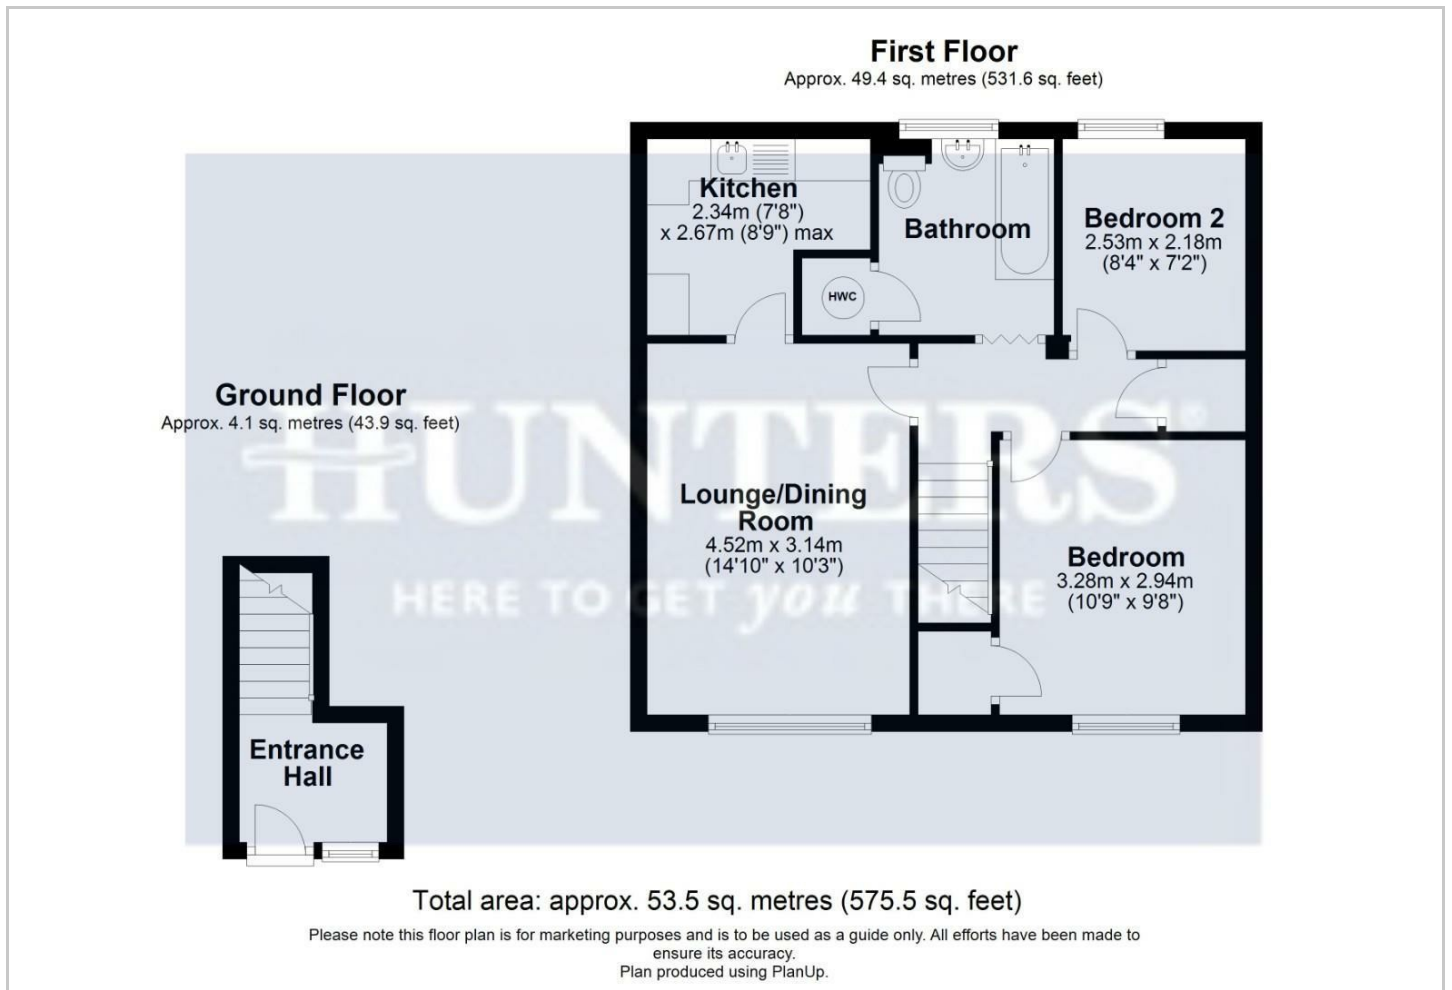 First Floor
Approx. 49.4 sq. metres (531.6 sq. feet)
Kitchen
2.34m (7'8")
x 2.67m (8'9") max
Bathroom
Bedroom 2
2.53m x 2.18m
(8'4" x 7'2")
HWC
Ground Floor
Approx. 4.1 sq. metres (43.9 sq. feet)
HUNTERS®
HERE TO GET you THERE
Lounge/Dining
Room
4.52m x 3.14m
(14'10" x 10'3")
Bedroom
3.28m x 2.94m
(10'9" x 9'8")
Entrance
Hall
Total area: approx. 53.5 sq. metres (575.5 sq. feet)
Please note this floor plan is for marketing purposes and is to be used as a guide only. All efforts have been made to
ensure its accuracy.
Plan produced using PlanUp.